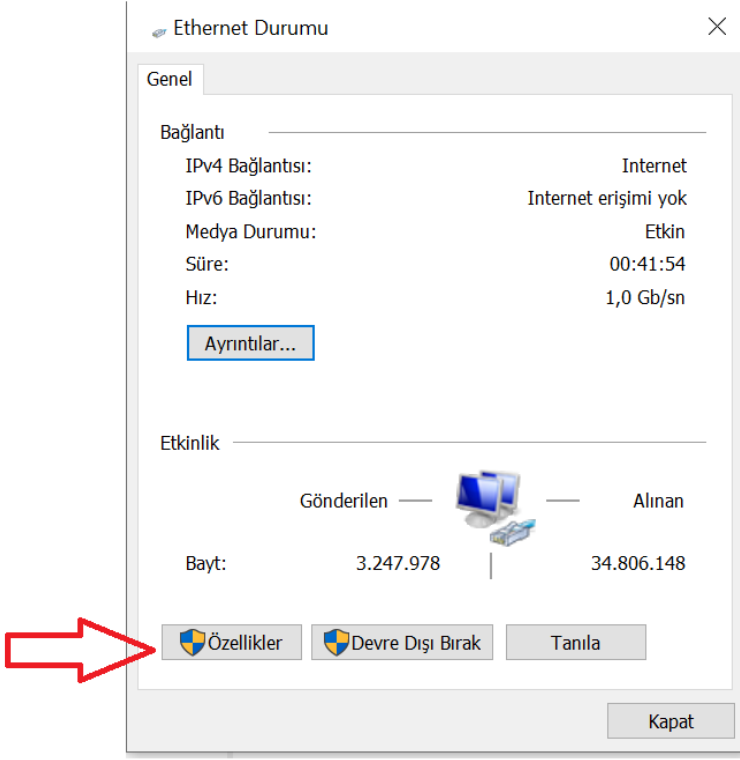 Ethernet Durumu
Genel
Bağlantı
IPv4 Bağlantısı: Internet
IPv6 Bağlantısı: Internet erişimi yok
Medya Durumu: Etkin
Süre: 00:41:54
Hız: 1,0 Gb/sn
Ayrıntılar...
Etkinlik
Gönderilen Alınan
Bayt: 3.247.978 34.806.148
Özellikler Devre Dışı Bırak Tanıla
Kapat